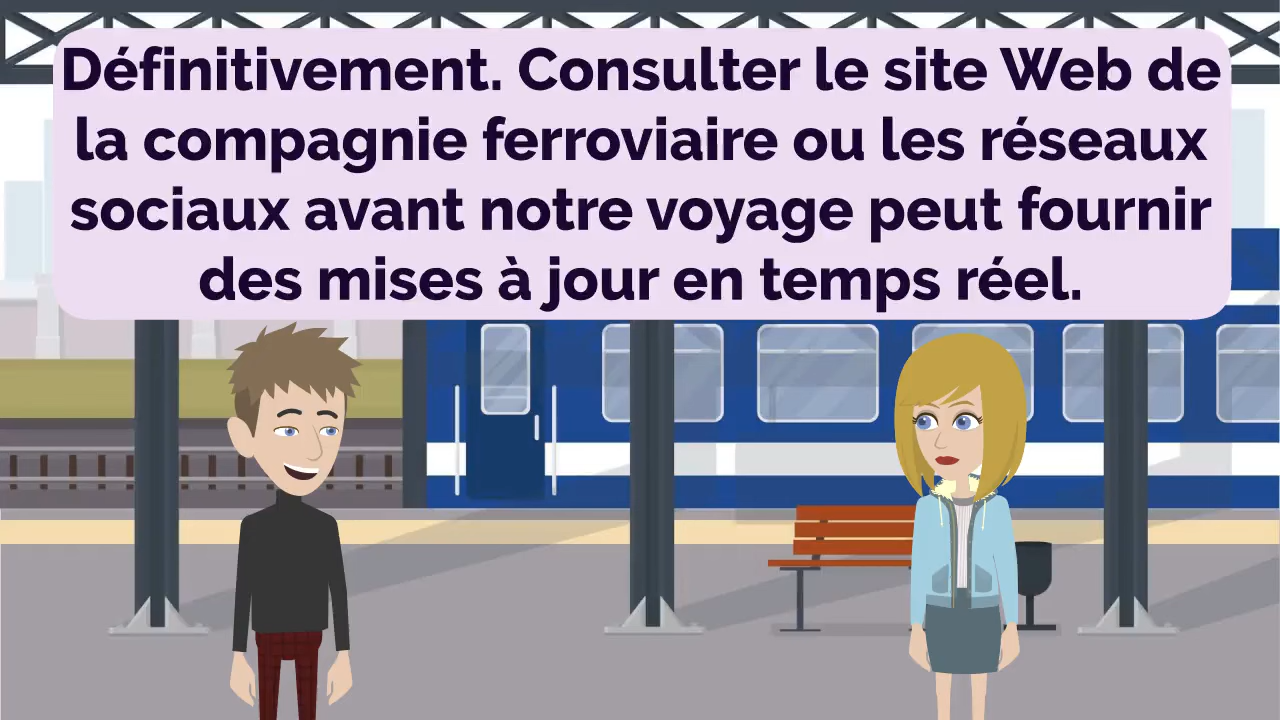 Définitivement. Consulter le site Web de
la compagnie ferroviaire ou les réseaux
sociaux avant notre voyage peut fournir
des mises à jour en temps réel.